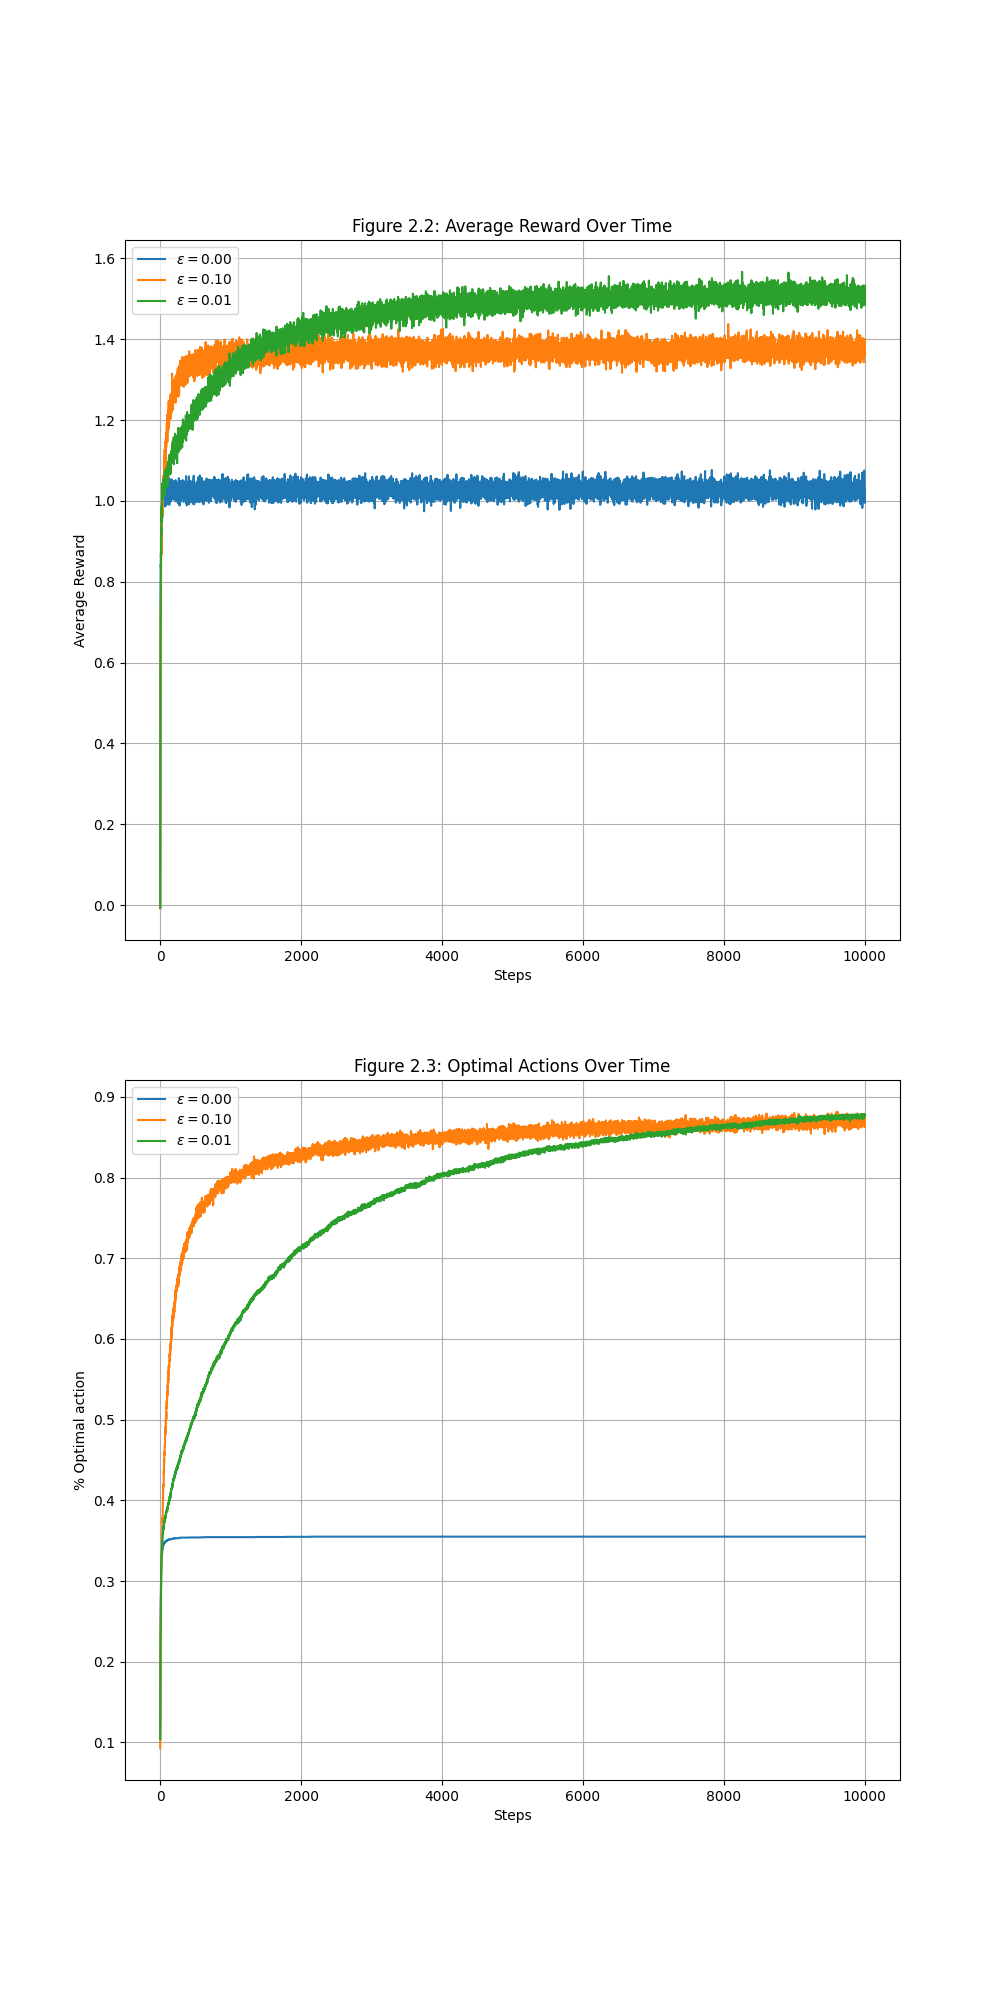 Figure 2.2: Average Reward Over Time
ε = 0.00
ε = 0.10
ε = 0.01
1.6
1.4
1.2
1.0
0.8
0.6
0.4
0.2
0.0
Average Reward
0 2000 4000 6000 8000 10000
Steps
Figure 2.3: Optimal Actions Over Time
ε = 0.00
ε = 0.10
ε = 0.01
0.9
0.8
0.7
0.6
0.5
0.4
0.3
0.2
0.1
% Optimal action
0 2000 4000 6000 8000 10000
Steps